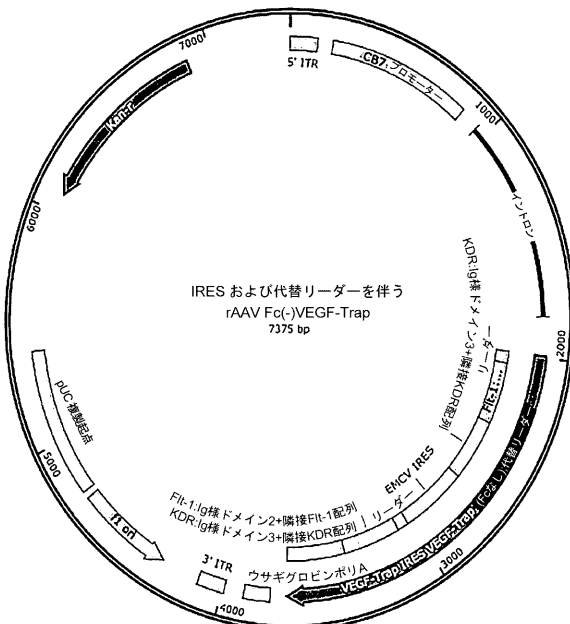 7000
5' ITR
CB7プロモーター
1000
イントロン
Kan-r
6000
KDR:Ig様ドメイン3+隣接KDR配列
リーダー
IRES および代替リーダーを伴う
rAAV Fc(-)VEGF-Trap
7375 bp
2000
Flt-1:...
pUC 複製起点
5000
f1 ori
EMCV IRES
リーダー
Flt-1:Ig様ドメイン2+隣接Flt-1配列
KDR:Ig様ドメイン3+隣接KDR配列
VEGF-Trap IRES VEGF-Trap (Fcなし)代替リーダー
3000
3' ITR
ウサギグロビンポリA
4000